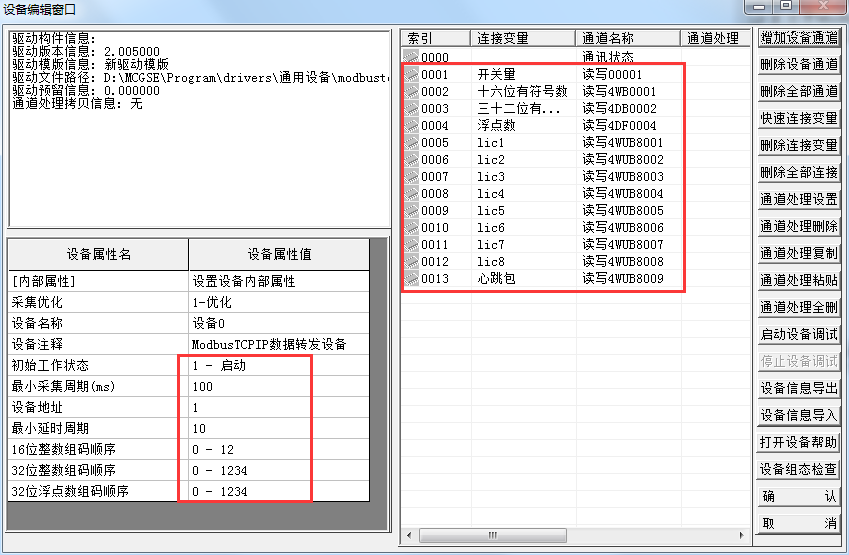 设备编辑窗口
驱动构件信息:
驱动版本信息: 2.005000
驱动模版信息: 新驱动模版
驱动文件路径: D:\MCGSE\Program\drivers\通用设备\modbustc
驱动预留信息: 0.000000
通道处理拷贝信息: 无
设备属性名 设备属性值
[内部属性] 设置设备内部属性
采集优化 1-优化
设备名称 设备0
设备注释 ModbusTCPIP数据转发设备
初始工作状态 1 - 启动
最小采集周期(ms) 100
设备地址 1
最小延时周期 10
16位整数组码顺序 0 - 12
32位整数组码顺序 0 - 1234
32位浮点数组码顺序 0 - 1234
索引 连接变量 通道名称 通道处理
0000 通讯状态
0001 开关量 读写00001
0002 十六位有符号数 读写4WB0001
0003 三十二位有... 读写4DB0002
0004 浮点数 读写4DF0004
0005 lic1 读写4WUB8001
0006 lic2 读写4WUB8002
0007 lic3 读写4WUB8003
0008 lic4 读写4WUB8004
0009 lic5 读写4WUB8005
0010 lic6 读写4WUB8006
0011 lic7 读写4WUB8007
0012 lic8 读写4WUB8008
0013 心跳包 读写4WUB8009
增加设备通道
删除设备通道
删除全部通道
快速连接变量
删除连接变量
删除全部连接
通道处理设置
通道处理删除
通道处理复制
通道处理粘贴
通道处理全删
启动设备调试
停止设备调试
设备信息导出
设备信息导入
打开设备帮助
设备组态检查
确 认
取 消